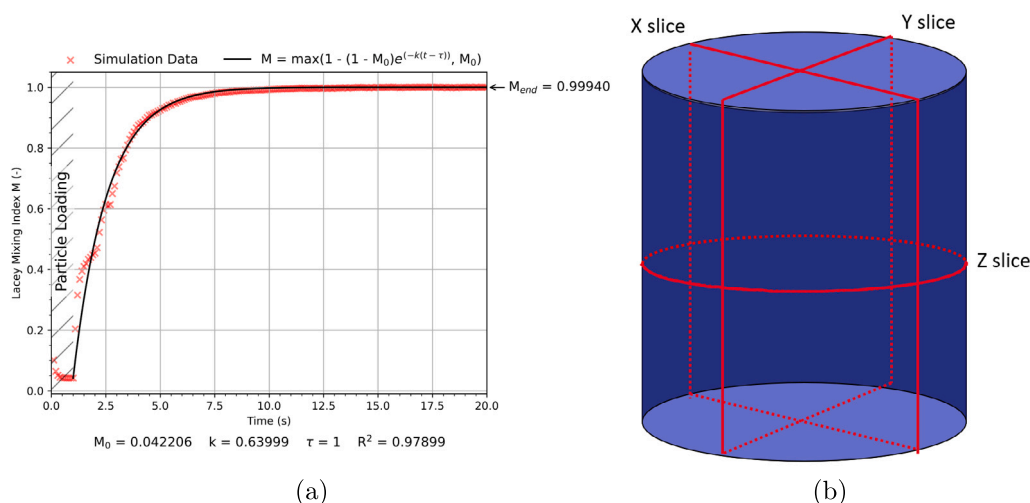 × Simulation Data — M = max(1 - (1 - M₀)e^(-k(t-τ)), M₀)
1.0
0.8
0.6
0.4
0.2
0.0
Lacey Mixing Index M (-)
Particle Loading
M_end = 0.99940
0.0 2.5 5.0 7.5 10.0 12.5 15.0 17.5 20.0
Time (s)
M₀ = 0.042206 k = 0.63999 τ = 1 R² = 0.97899
(a)
X slice
Y slice
Z slice
(b)